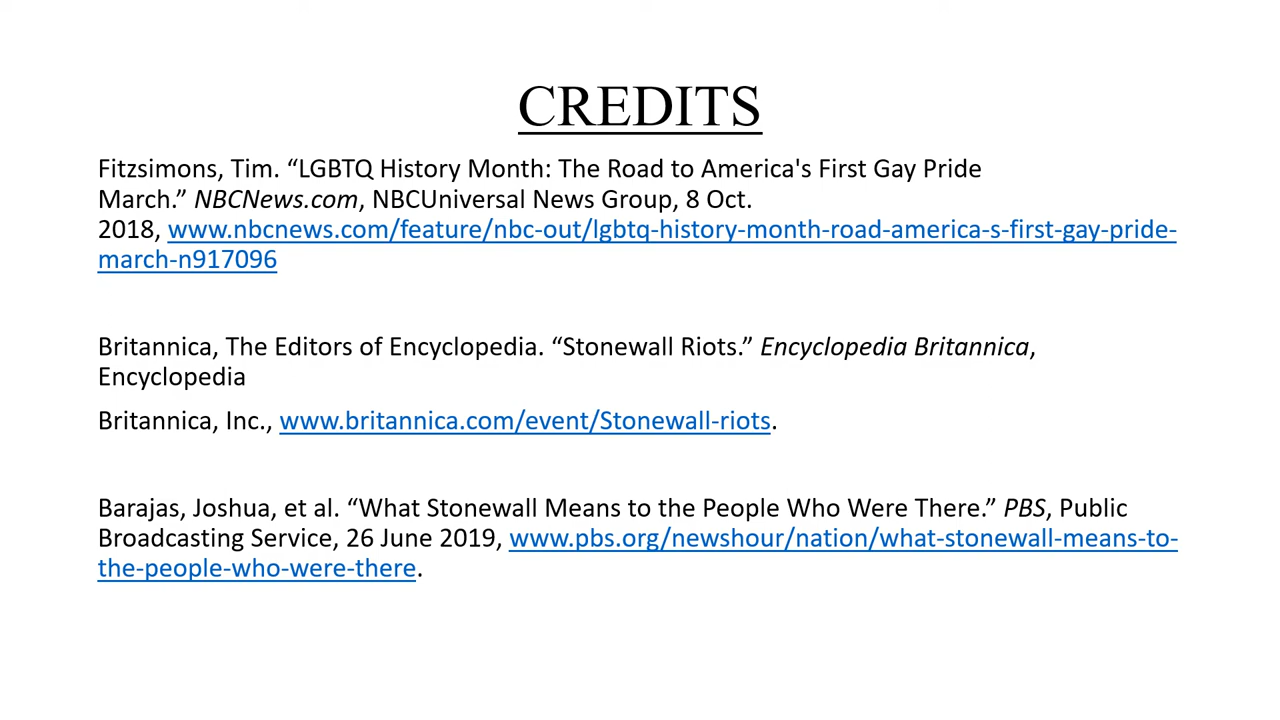 CREDITS
Fitzsimons, Tim. “LGBTQ History Month: The Road to America's First Gay Pride
March.” NBCNews.com, NBCUniversal News Group, 8 Oct.
2018, www.nbcnews.com/feature/nbc-out/lgbtq-history-month-road-america-s-first-gay-pride-
march-n917096
Britannica, The Editors of Encyclopedia. “Stonewall Riots.” Encyclopedia Britannica,
Encyclopedia
Britannica, Inc., www.britannica.com/event/Stonewall-riots.
Barajas, Joshua, et al. “What Stonewall Means to the People Who Were There.” PBS, Public
Broadcasting Service, 26 June 2019, www.pbs.org/newshour/nation/what-stonewall-means-to-
the-people-who-were-there.